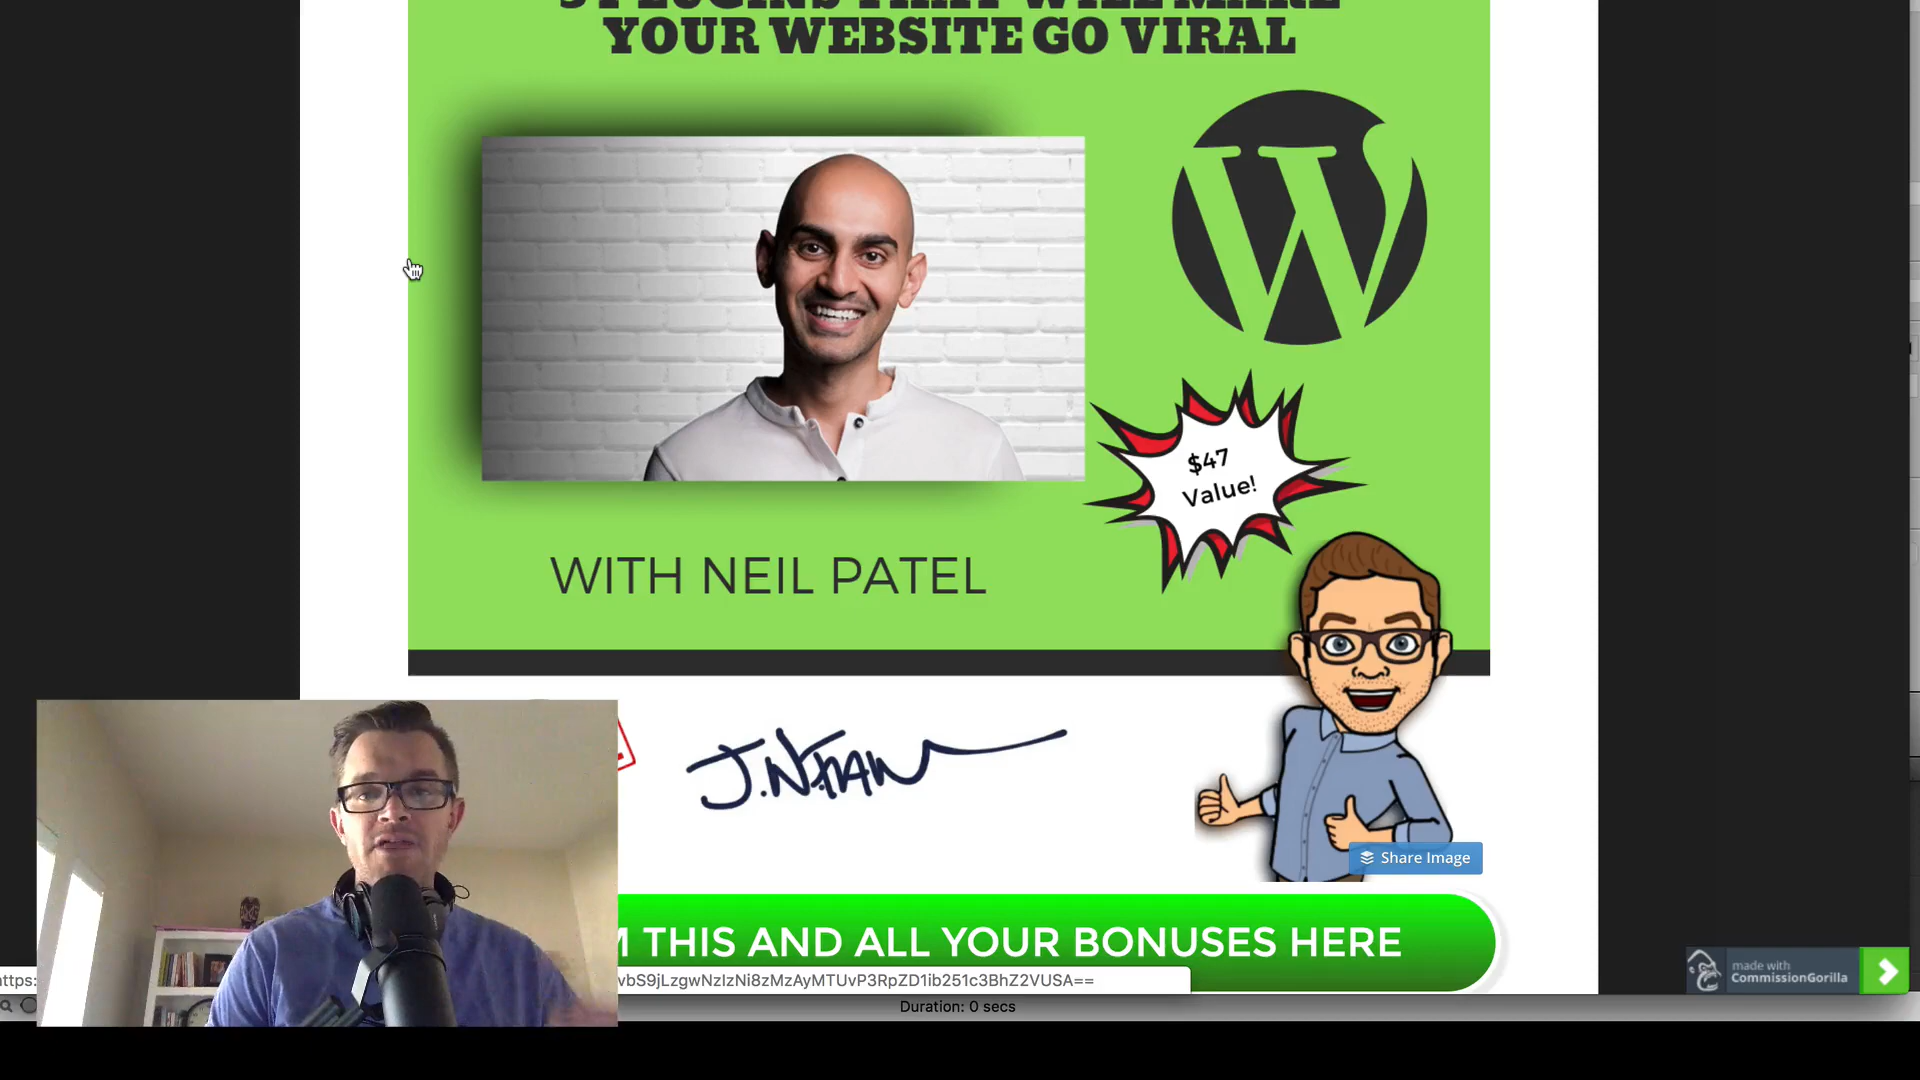 YOUR WEBSITE GO VIRAL
$47
Value!
WITH NEIL PATEL
Share Image
THIS AND ALL YOUR BONUSES HERE
made with
CommissionGorilla
Duration: 0 secs